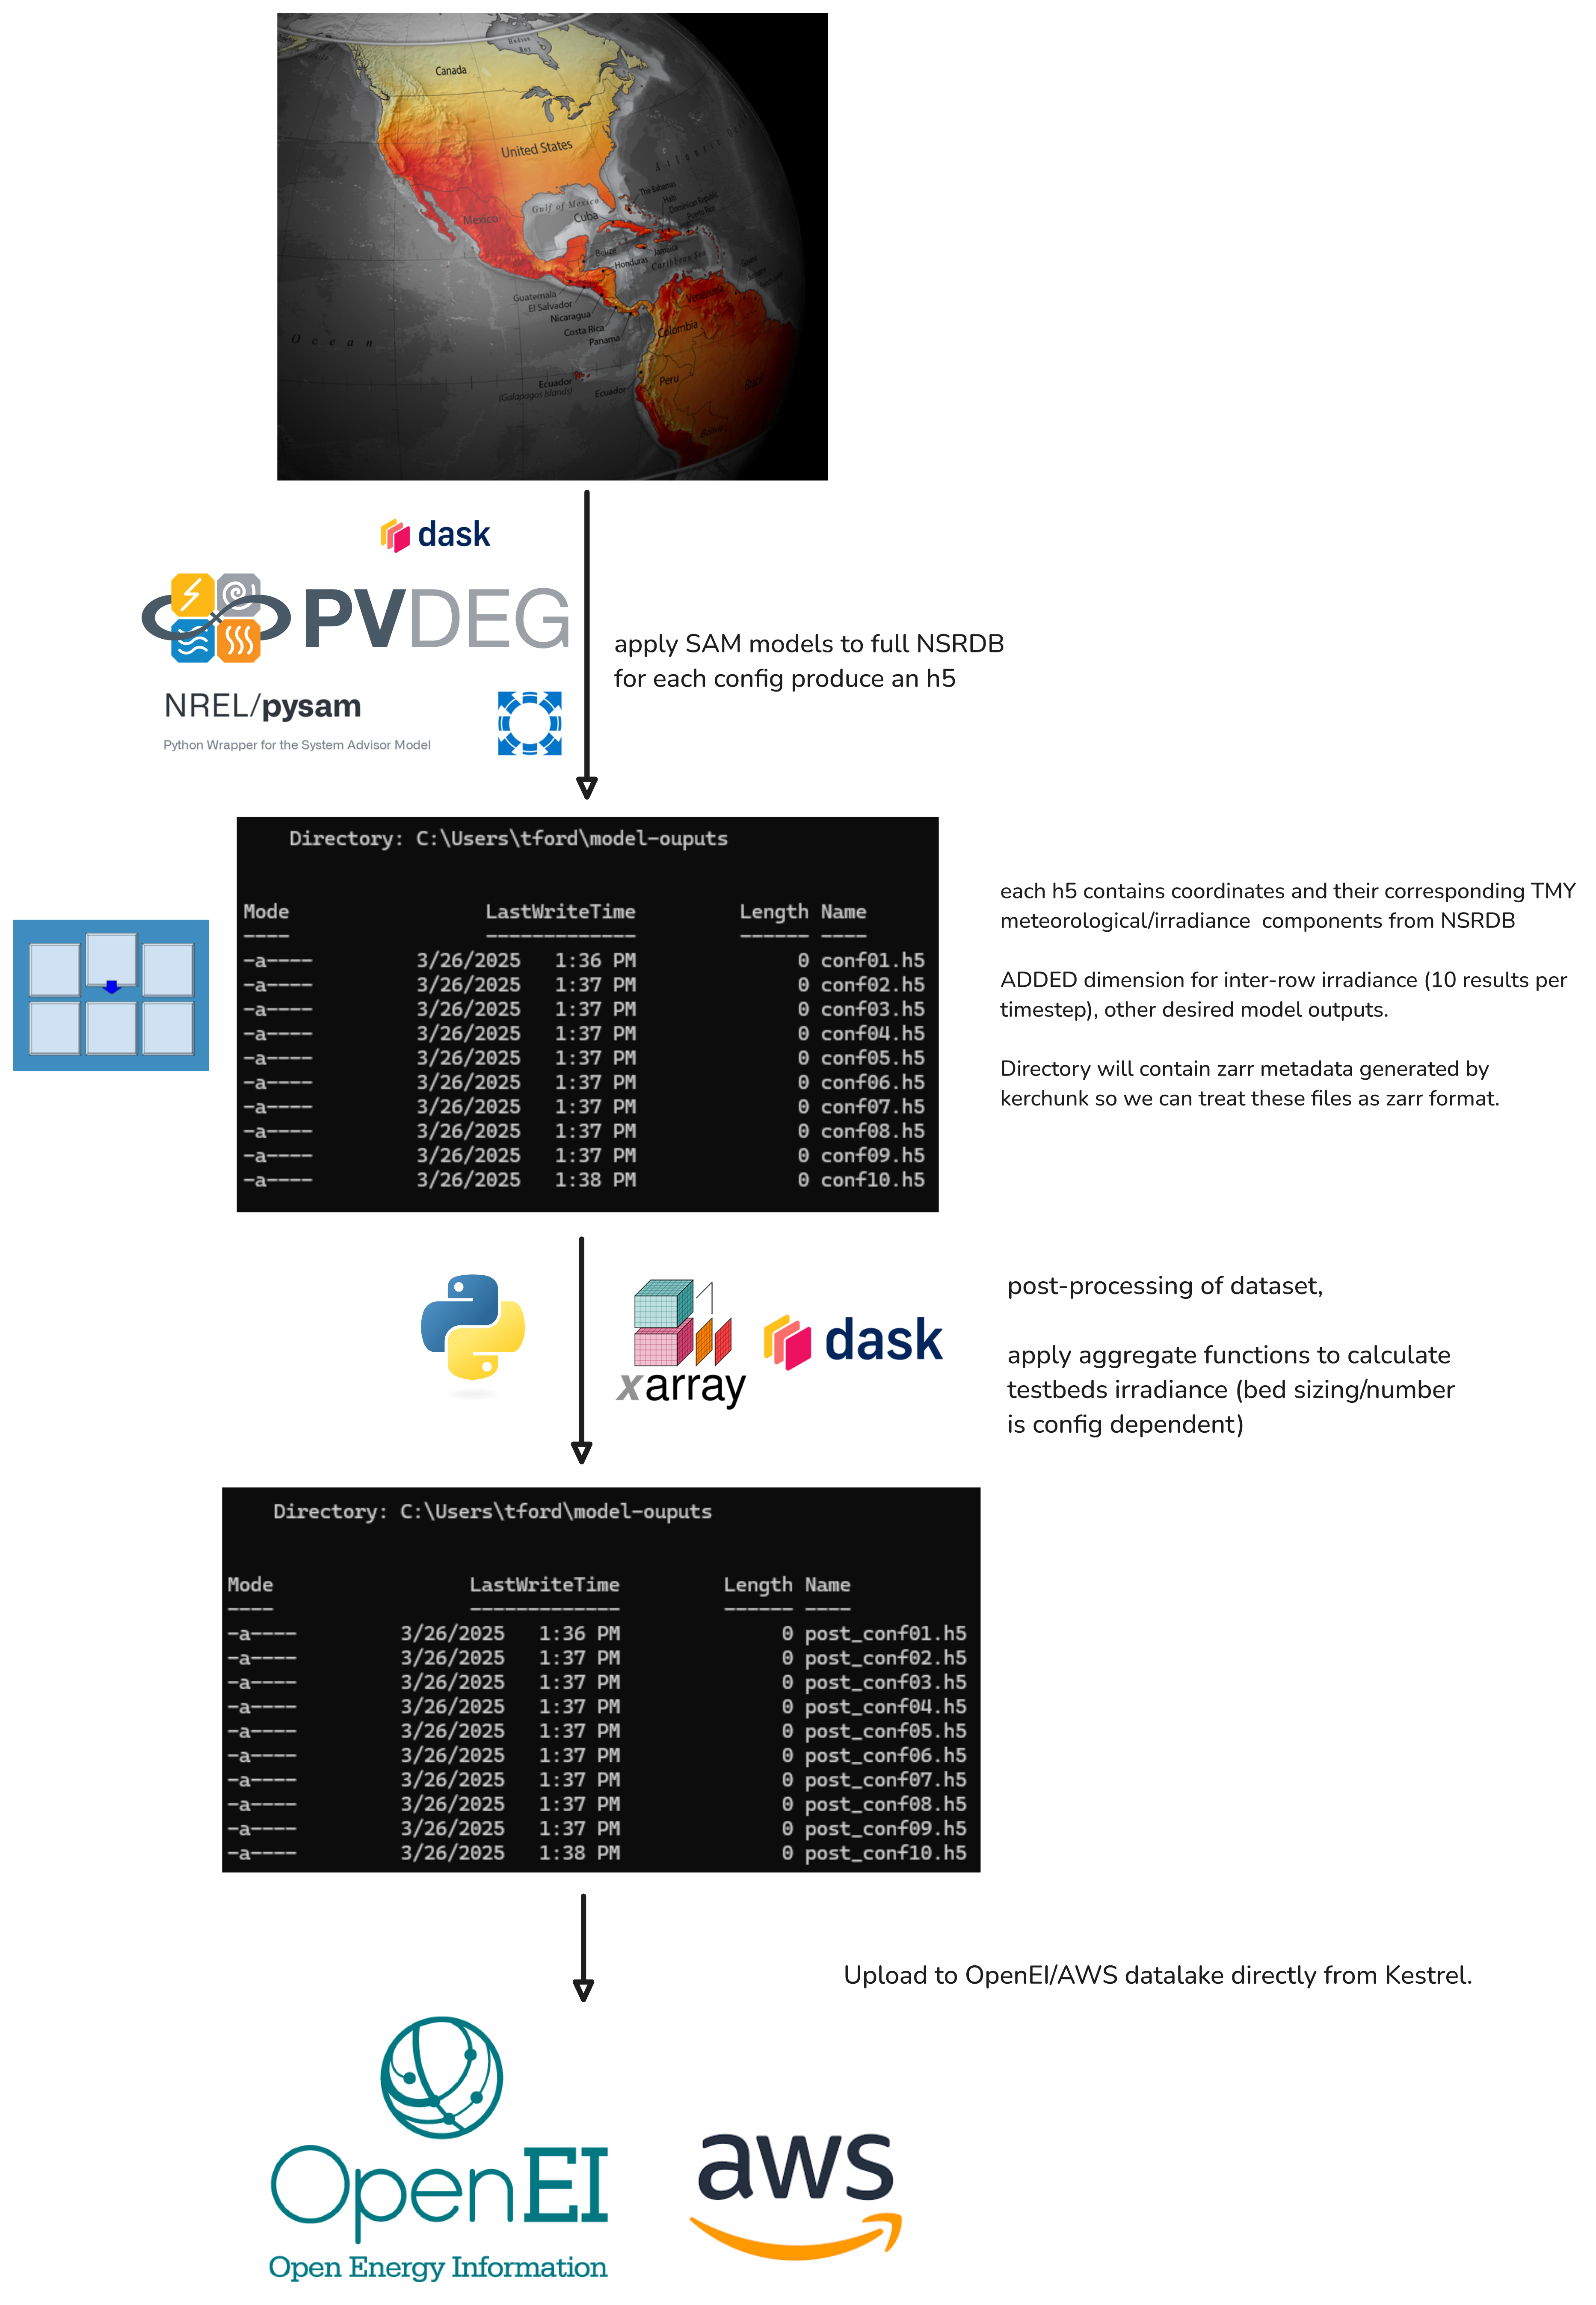 Hudson
Bay
Canada
United States
Atlantic
Gulf of Mexico
The Bahamas
Cuba
Haiti
Dominican Republic
Puerto Rico
Mexico
Belize
Jamaica
Honduras
Caribbean Sea
Guatemala
El Salvador
Nicaragua
Costa Rica
Panama
Venezuela
Colombia
Ocean
Ecuador
(Galapagos Islands)
Ecuador
Peru
Brazil
Bolivia
dask
PVDEG
apply SAM models to full NSRDB
for each config produce an h5
NREL/pysam
Python Wrapper for the System Advisor Model
Directory: C:\Users\tford\model-ouputs
Mode LastWriteTime Length Name
---- ------------- ------ ----
-a---- 3/26/2025 1:36 PM 0 conf01.h5
-a---- 3/26/2025 1:37 PM 0 conf02.h5
-a---- 3/26/2025 1:37 PM 0 conf03.h5
-a---- 3/26/2025 1:37 PM 0 conf04.h5
-a---- 3/26/2025 1:37 PM 0 conf05.h5
-a---- 3/26/2025 1:37 PM 0 conf06.h5
-a---- 3/26/2025 1:37 PM 0 conf07.h5
-a---- 3/26/2025 1:37 PM 0 conf08.h5
-a---- 3/26/2025 1:37 PM 0 conf09.h5
-a---- 3/26/2025 1:38 PM 0 conf10.h5
each h5 contains coordinates and their corresponding TMY
meteorological/irradiance components from NSRDB
ADDED dimension for inter-row irradiance (10 results per
timestep), other desired model outputs.
Directory will contain zarr metadata generated by
kerchunk so we can treat these files as zarr format.
xarray
dask
post-processing of dataset,
apply aggregate functions to calculate
testbeds irradiance (bed sizing/number
is config dependent)
Directory: C:\Users\tford\model-ouputs
Mode LastWriteTime Length Name
---- ------------- ------ ----
-a---- 3/26/2025 1:36 PM 0 post_conf01.h5
-a---- 3/26/2025 1:37 PM 0 post_conf02.h5
-a---- 3/26/2025 1:37 PM 0 post_conf03.h5
-a---- 3/26/2025 1:37 PM 0 post_conf04.h5
-a---- 3/26/2025 1:37 PM 0 post_conf05.h5
-a---- 3/26/2025 1:37 PM 0 post_conf06.h5
-a---- 3/26/2025 1:37 PM 0 post_conf07.h5
-a---- 3/26/2025 1:37 PM 0 post_conf08.h5
-a---- 3/26/2025 1:37 PM 0 post_conf09.h5
-a---- 3/26/2025 1:38 PM 0 post_conf10.h5
Upload to OpenEI/AWS datalake directly from Kestrel.
OpenEI
Open Energy Information
aws